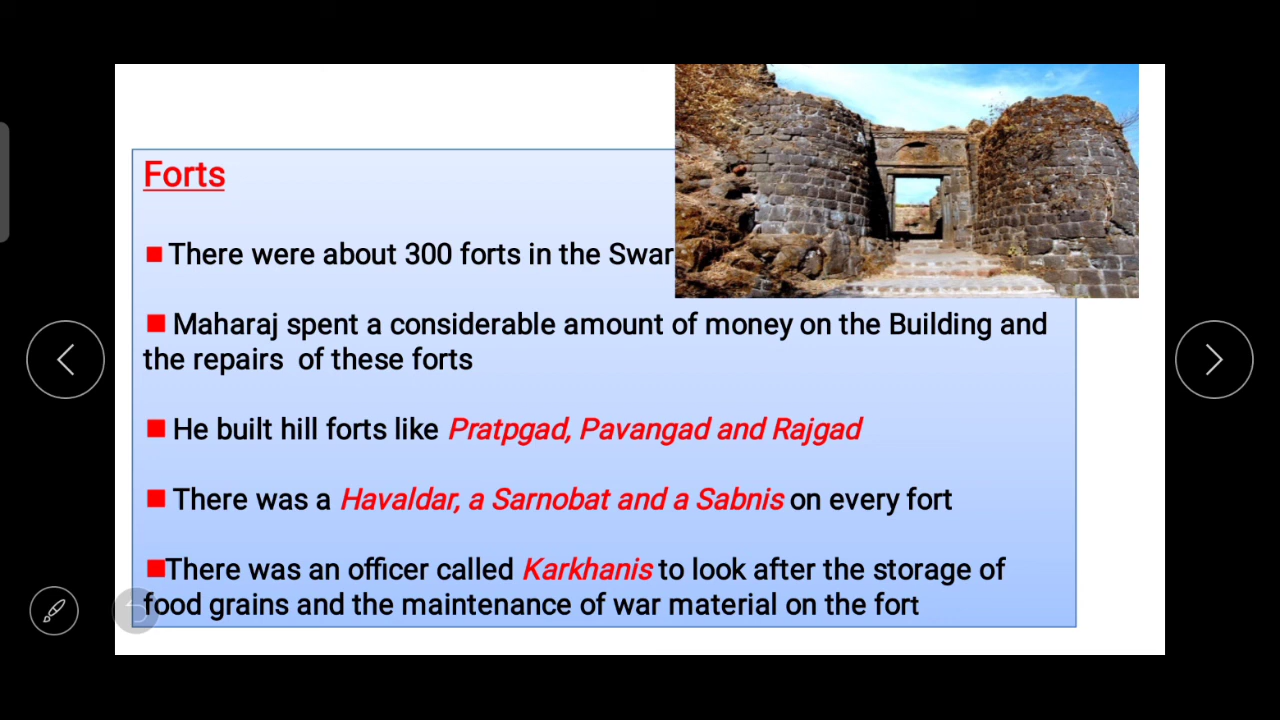 Forts
There were about 300 forts in the Swar
Maharaj spent a considerable amount of money on the Building and
the repairs of these forts
He built hill forts like Pratpgad, Pavangad and Rajgad
There was a Havaldar, a Sarnobat and a Sabnis on every fort
There was an officer called Karkhanis to look after the storage of
food grains and the maintenance of war material on the fort